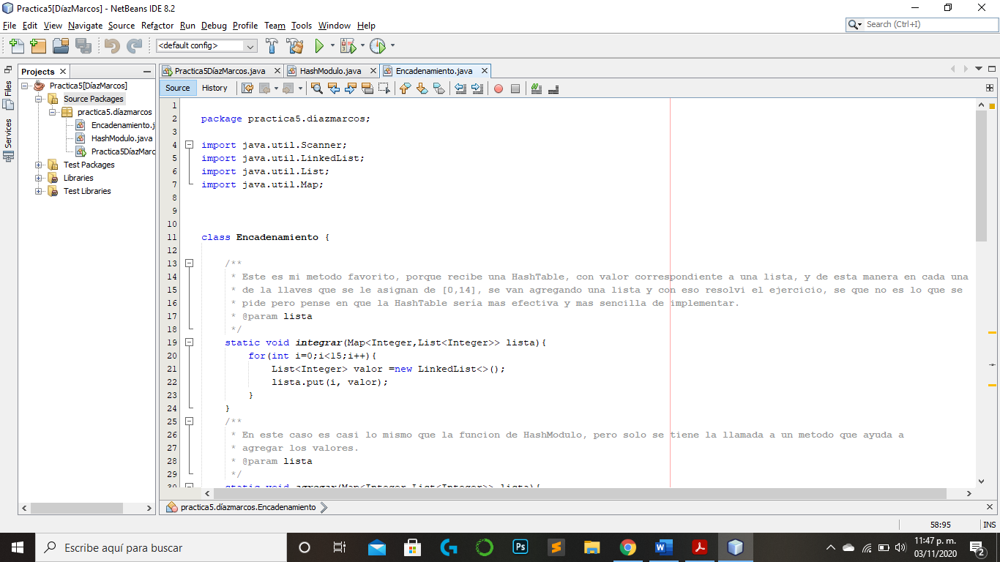 Practica5[DíazMarcos] - NetBeans IDE 8.2
File Edit View Navigate Source Refactor Run Debug Profile Team Tools Window Help
Search (Ctrl+I)
<default config>
Projects
Practica5DíazMarcos.java HashModulo.java Encadenamiento.java
Files
Services
Source History
Practica5[DíazMarcos]
Source Packages
practica5.díazmarcos
Encadenamiento.j
HashModulo.java
Practica5DíazMarc
Test Packages
Libraries
Test Libraries
1
2 package practica5.díazmarcos;
3
4 import java.util.Scanner;
5 import java.util.LinkedList;
6 import java.util.List;
7 import java.util.Map;
8
9
10
11 class Encadenamiento {
12
13 /**
14 * Este es mi metodo favorito, porque recibe una HashTable, con valor correspondiente a una lista, y de esta manera en cada una
15 * de la llaves que se le asignan de [0,14], se van agregando una lista y con eso resolvi el ejercicio, se que no es lo que se
16 * pide pero pense en que la HashTable sería mas efectiva y mas sencilla de implementar.
17 * @param lista
18 */
19 static void integrar(Map<Integer,List<Integer>> lista){
20 for(int i=0;i<15;i++){
21 List<Integer> valor =new LinkedList<>();
22 lista.put(i, valor);
23 }
24 }
25 /**
26 * En este caso es casi lo mismo que la funcion de HashModulo, pero solo se tiene la llamada a un metodo que ayuda a
27 * agregar los valores.
28 * @param lista
29 */
30 static void agregar(Map<Integer,List<Integer>> lista){
practica5.díazmarcos.Encadenamiento
58:95 INS
Escribe aquí para buscar
Ps
11:47 p. m.
03/11/2020
2